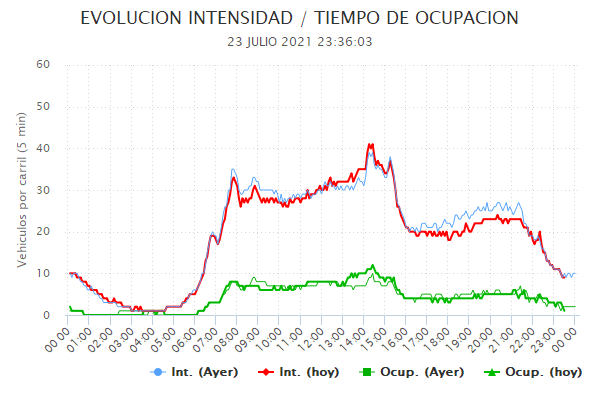 EVOLUCION INTENSIDAD / TIEMPO DE OCUPACION
23 JULIO 2021 23:36:03
Vehiculos por carril (5 min)
60
50
40
30
20
10
0
00:00 01:00 02:00 03:00 04:00 05:00 06:00 07:00 08:00 09:00 10:00 11:00 12:00 13:00 14:00 15:00 16:00 17:00 18:00 19:00 20:00 21:00 22:00 23:00 00:00
Int. (Ayer) Int. (hoy) Ocup. (Ayer) Ocup. (hoy)